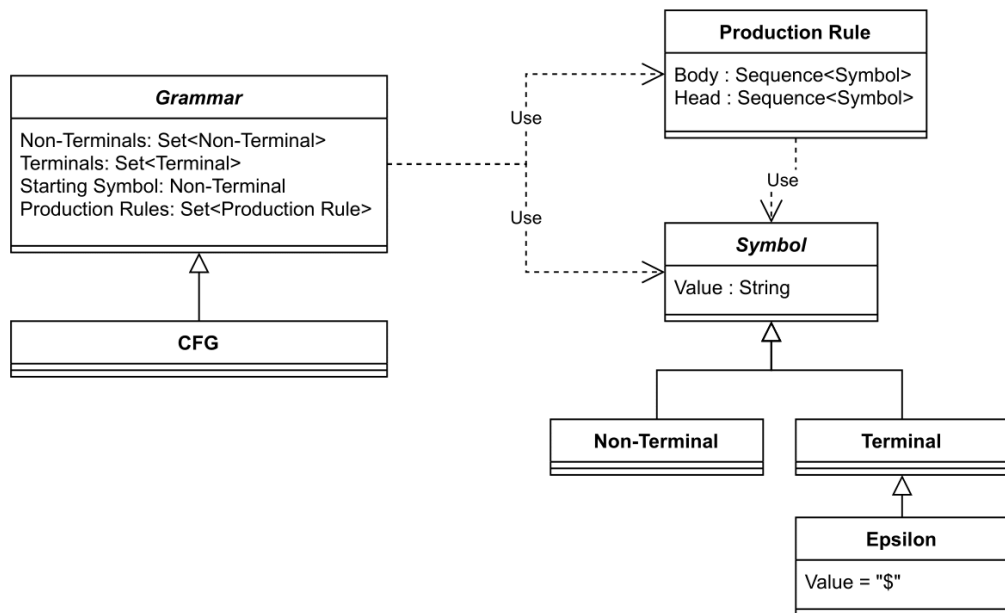 Production Rule
Body : Sequence<Symbol>
Head : Sequence<Symbol>
Grammar
Non-Terminals: Set<Non-Terminal>
Terminals: Set<Terminal>
Starting Symbol: Non-Terminal
Production Rules: Set<Production Rule>
Use
Use
Use
Symbol
Value : String
CFG
Non-Terminal
Terminal
Epsilon
Value = "$"